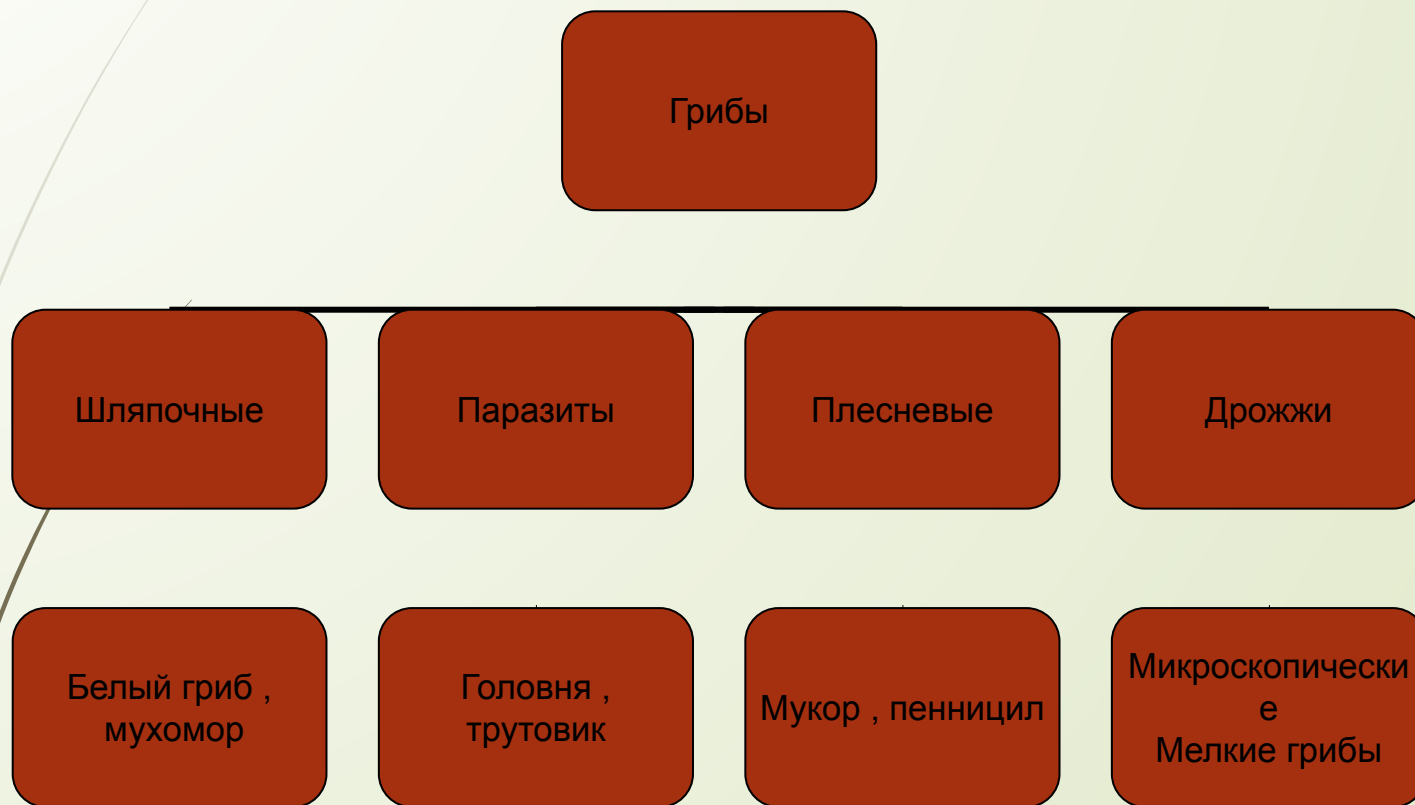 Грибы
Шляпочные
Паразиты
Плесневые
Дрожжи
Белый гриб ,
мухомор
Головня ,
трутовик
Мукор , пенницил
Микроскопически
е
Мелкие грибы